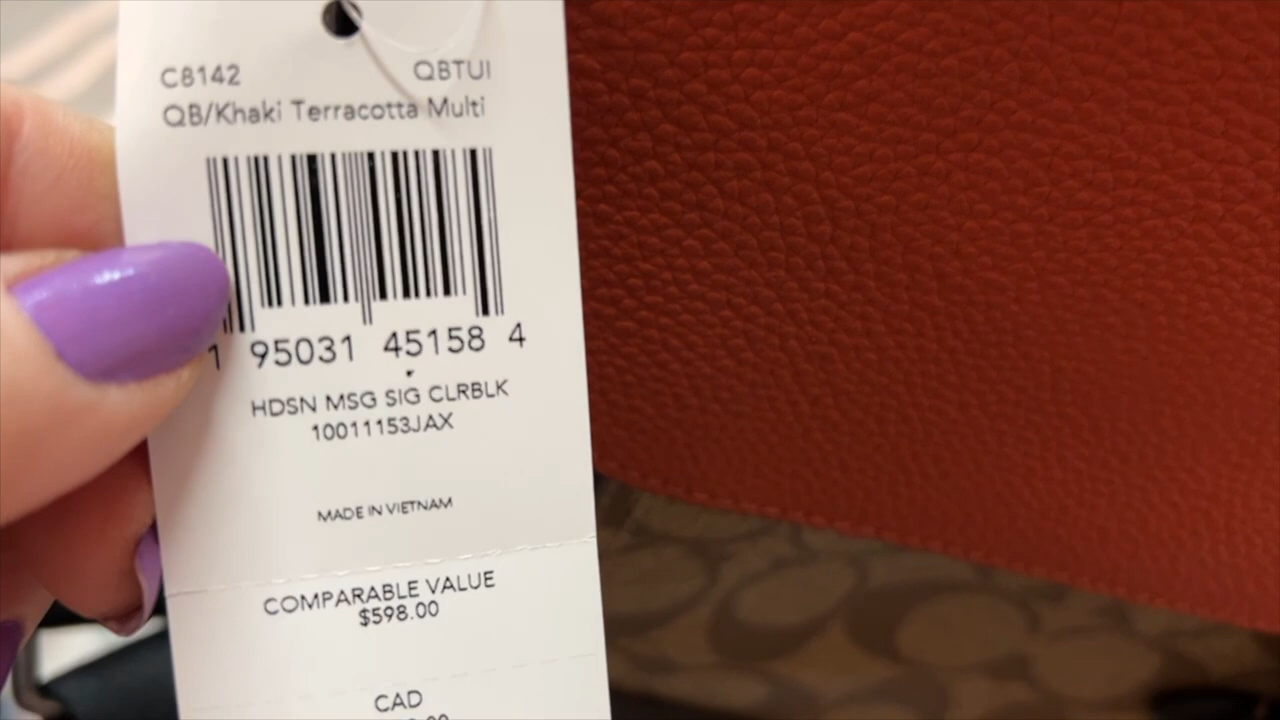 C8142 QBTUI
QB/Khaki Terracotta Multi
1 95031 45158 4
HDSN MSG SIG CLRBLK
10011153JAX
MADE IN VIETNAM
COMPARABLE VALUE
$598.00
CAD